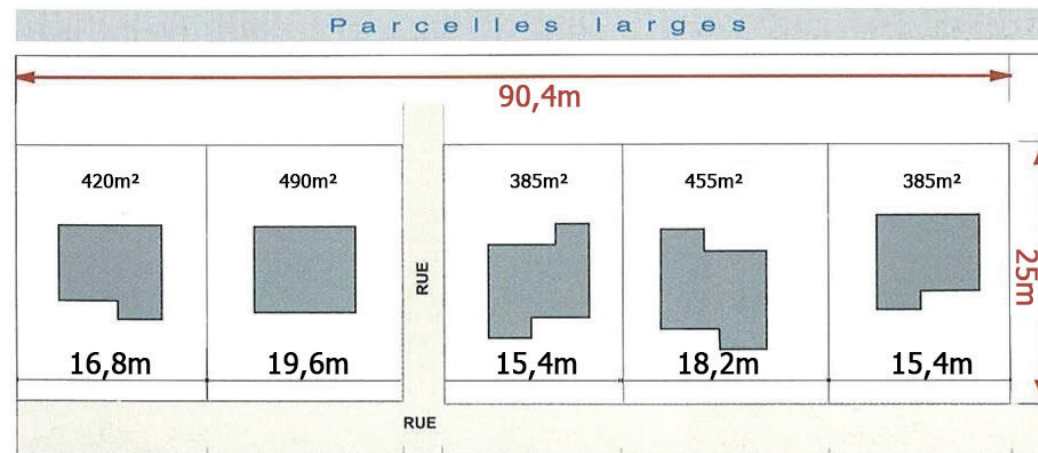 Parcelles larges
90,4m
420m²
490m²
385m²
455m²
385m²
RUE
25m
16,8m
19,6m
15,4m
18,2m
15,4m
RUE